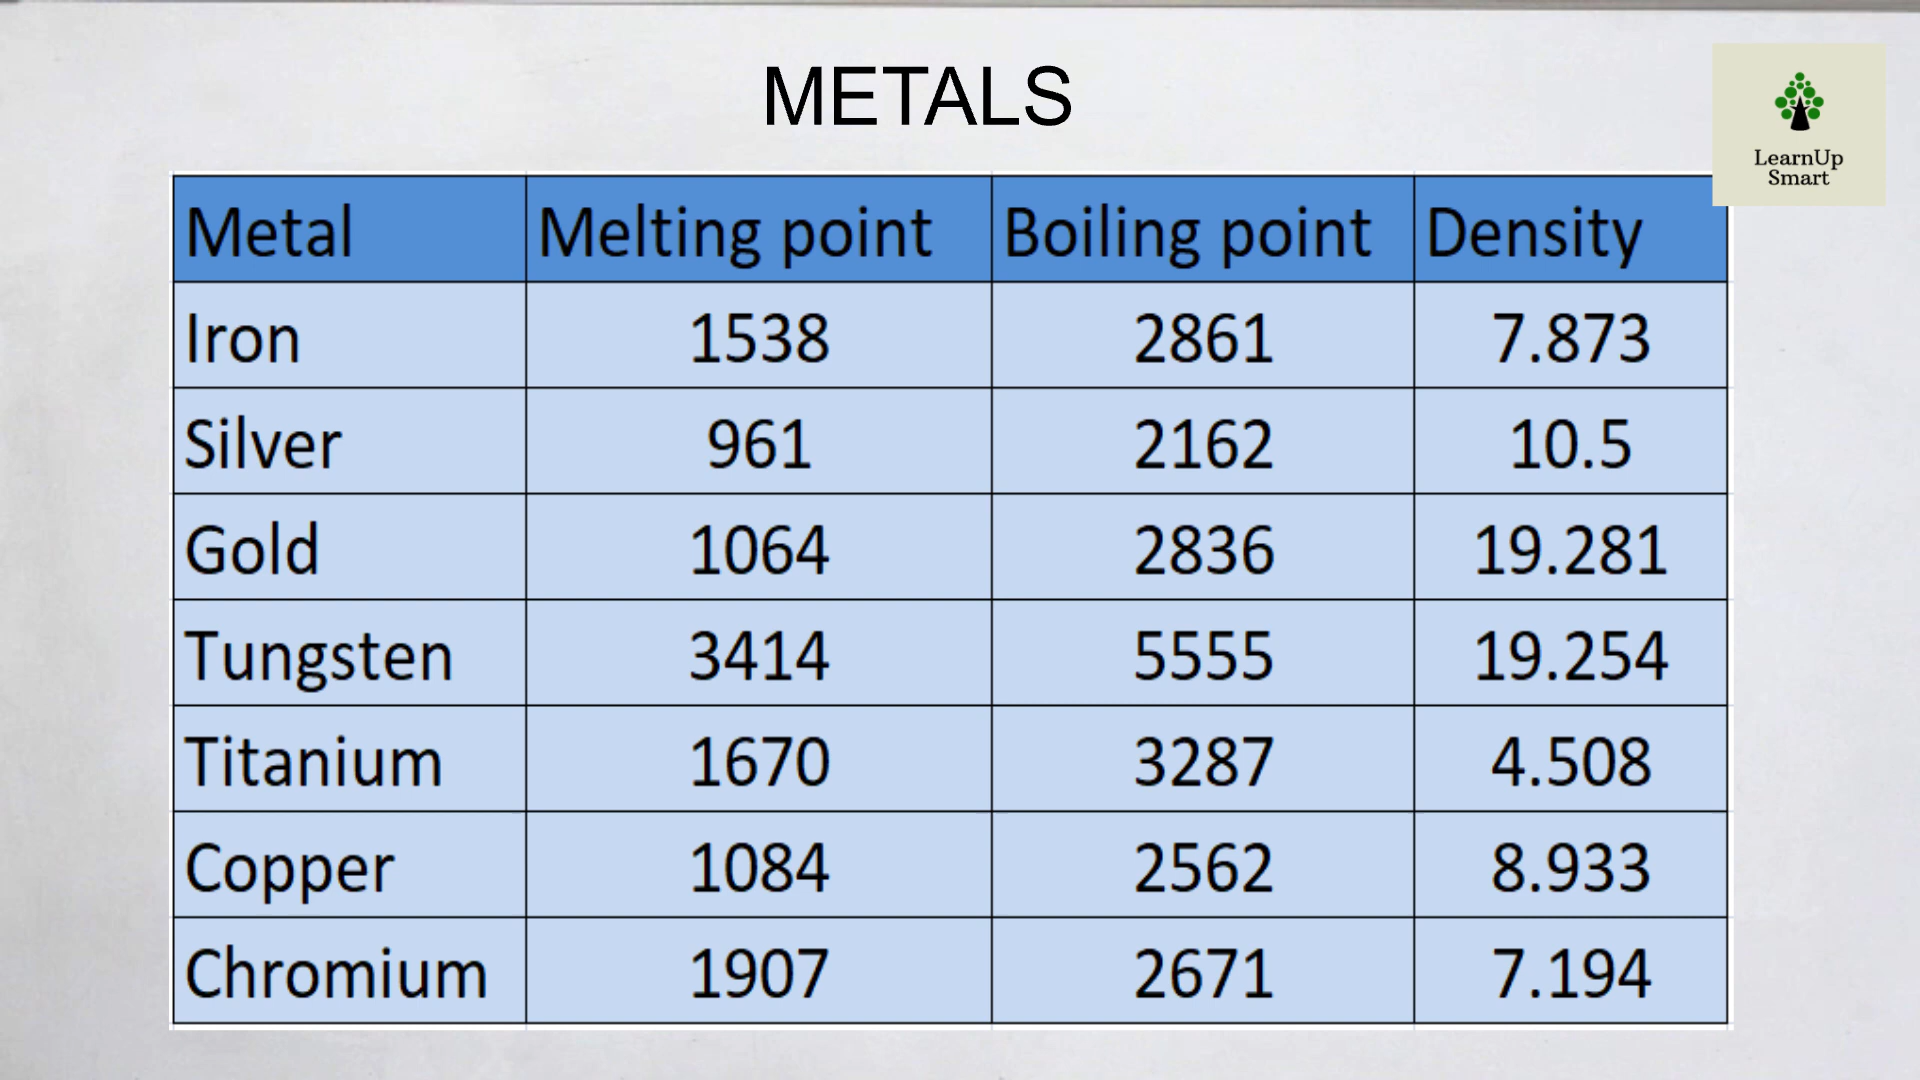 METALS
LearnUp
Smart
Metal Melting point Boiling point Density
Iron 1538 2861 7.873
Silver 961 2162 10.5
Gold 1064 2836 19.281
Tungsten 3414 5555 19.254
Titanium 1670 3287 4.508
Copper 1084 2562 8.933
Chromium 1907 2671 7.194